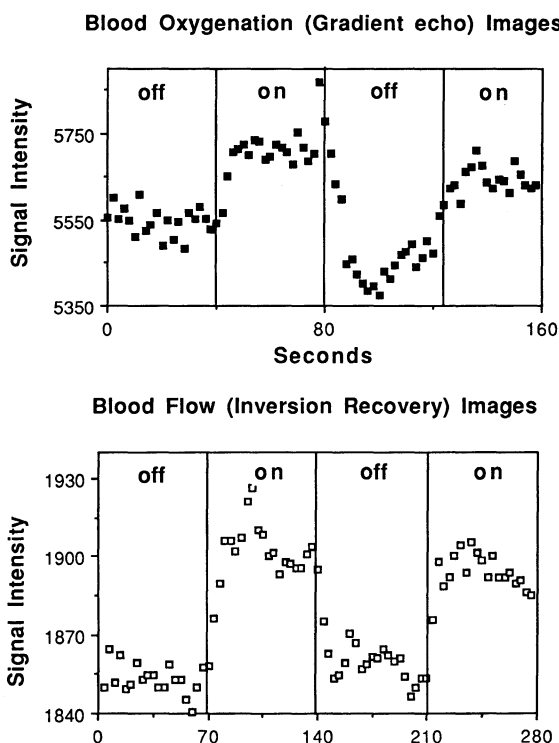 Blood Oxygenation (Gradient echo) Images
off on off on
5750
5550
5350
Signal Intensity
0 80 160
Seconds
Blood Flow (Inversion Recovery) Images
off on off on
1930
1900
1870
1840
Signal Intensity
0 70 140 210 280